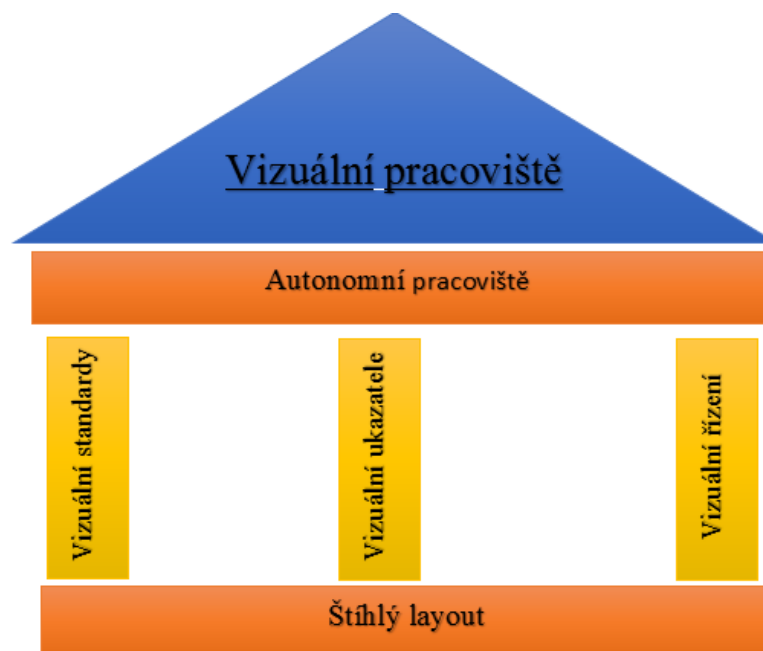 Vizuální pracoviště
Autonomní pracoviště
Vizuální standardy
Vizuální ukazatele
Vizuální řízení
Štíhlý layout